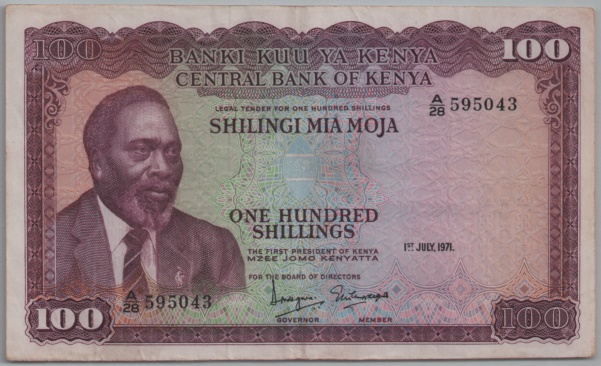 100 BANKI KUU YA KENYA 100
CENTRAL BANK OF KENYA
LEGAL TENDER FOR ONE HUNDRED SHILLINGS
A/28 595043
SHILINGI MIA MOJA
ONE HUNDRED
SHILLINGS
THE FIRST PRESIDENT OF KENYA
MZEE JOMO KENYATTA
1ST JULY, 1971.
FOR THE BOARD OF DIRECTORS
A/28 595043
GOVERNOR MEMBER
100 100